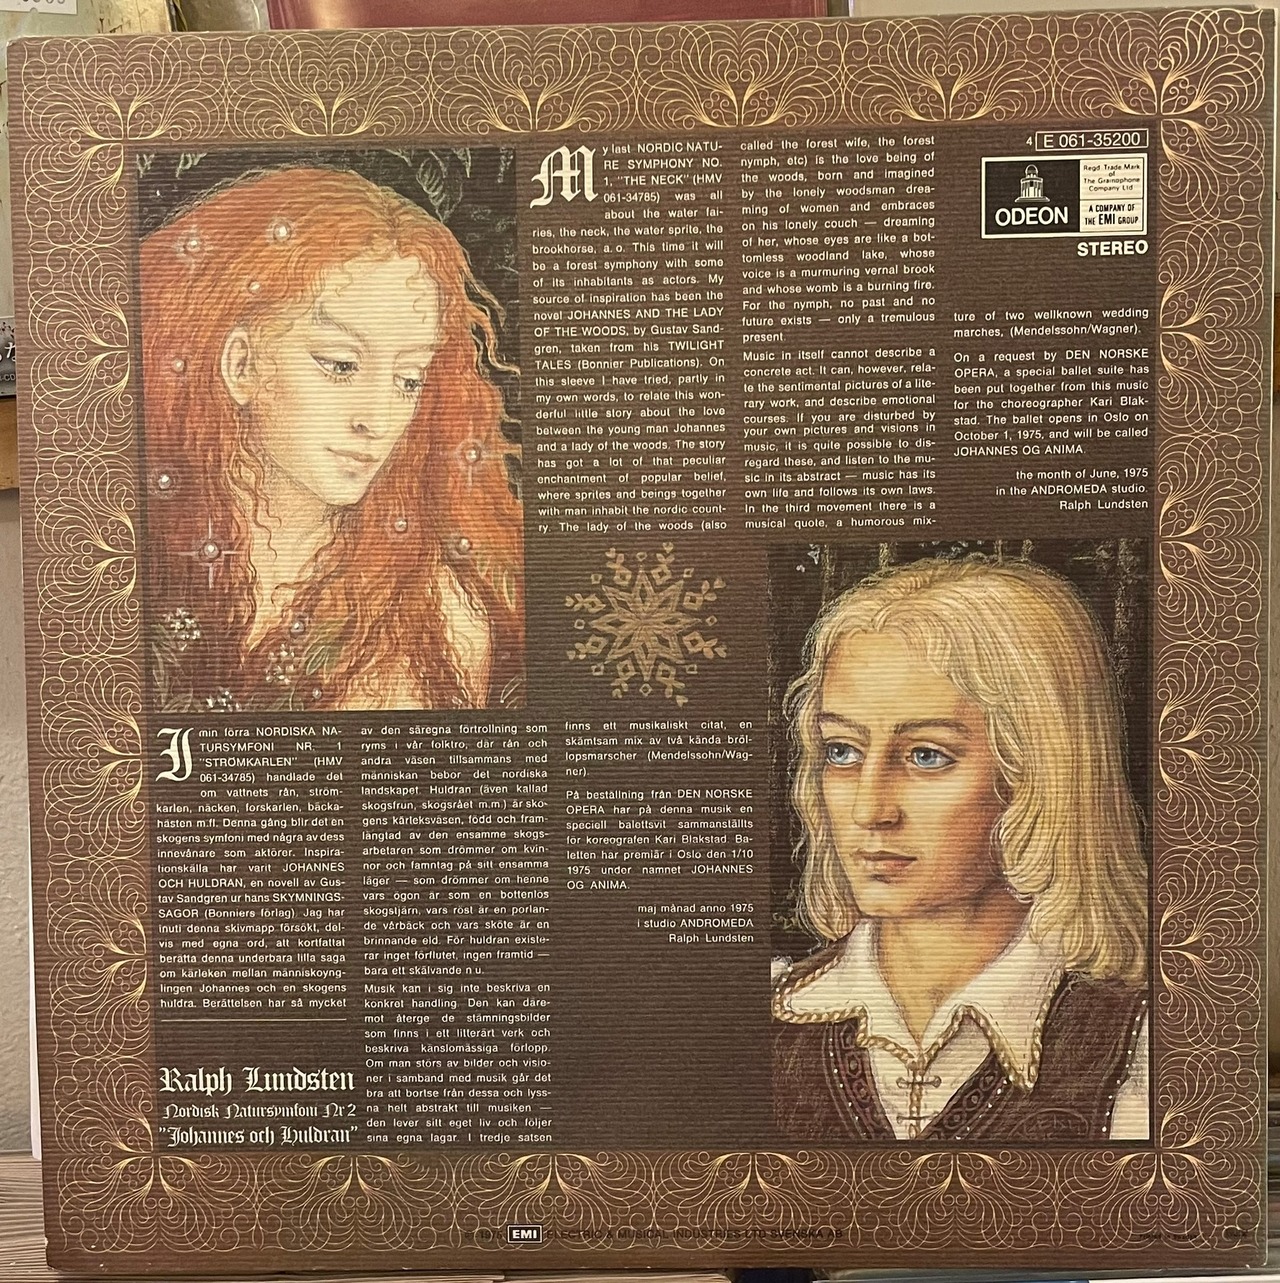 My last NORDIC NATU-
RE SYMPHONY NO.
1, "THE NECK" (HMV
061-34785) was all
about the water fai-
ries, the neck, the water sprite, the
brookhorse, a. o. This time it will
be a forest symphony with some
of its inhabitants as actors. My
source of inspiration has been the
novel JOHANNES AND THE LADY
OF THE WOODS, by Gustav Sand-
gren, taken from his TWILIGHT
TALES (Bonnier Publications). On
this sleeve I have tried, partly in
my own words, to relate this won-
derful little story about the love
between the young man Johannes
and a lady of the woods. The story
has got a lot of that peculiar
enchantment of popular belief,
where sprites and beings together
with man inhabit the nordic count-
ry. The lady of the woods (also
called the forest wife, the forest
nymph, etc) is the love being of
the woods, born and imagined
by the lonely woodsman drea-
ming of women and embraces
on his lonely couch — dreaming
of her, whose eyes are like a bot-
tomless woodland lake, whose
voice is a murmuring vernal brook
and whose womb is a burning fire.
For the nymph, no past and no
future exists — only a tremulous
present.
Music in itself cannot describe a
concrete act. It can, however, rela-
te the sentimental pictures of a lite-
rary work, and describe emotional
courses. If you are disturbed by
your own pictures and visions in
music, it is quite possible to dis-
regard these, and listen to the mu-
sic in its abstract — music has its
own life and follows its own laws.
In the third movement there is a
musical quote, a humorous mix-
4 E 061-35200
ODEON
Regd. Trade Mark
of
The Gramophone
Company Ltd
A COMPANY OF
THE EMI GROUP
STEREO
ture of two wellknown wedding
marches, (Mendelssohn/Wagner).
On a request by DEN NORSKE
OPERA, a special ballet suite has
been put together from this music
for the choreographer Kari Blak-
stad. The ballet opens in Oslo on
October 1, 1975, and will be called
JOHANNES OG ANIMA.
the month of June, 1975
in the ANDROMEDA studio.
Ralph Lundsten
I min förra NORDISKA NA-
TURSYMFONI NR. 1
"STRÖMKARLEN" (HMV
061-34785) handlade det
om vattnets rån, ström-
karlen, näcken, forskarlen, bäcka-
hästen m.fl. Denna gång blir det en
skogens symfoni med några av dess
innevånare som aktörer. Inspira-
tionskälla har varit JOHANNES
OCH HULDRAN, en novell av Gus-
tav Sandgren ur hans SKYMNINGS-
SAGOR (Bonniers förlag). Jag har
inuti denna skivmapp försökt, del-
vis med egna ord, att kortfattat
berätta denna underbara lilla saga
om kärleken mellan människoyng-
lingen Johannes och en skogens
huldra. Berättelsen har så mycket
Ralph Lundsten
Nordisk Natursymfoni Nr 2
"Johannes och Huldran"
av den säregna förtrollning som
ryms i vår folktro, där rån och
andra väsen tillsammans med
människan bebor det nordiska
landskapet. Huldran (även kallad
skogsfrun, skogsrået m.m.) är sko-
gens kärleksväsen, född och fram-
längtad av den ensamme skogs-
arbetaren som drömmer om kvin-
nor och famntag på sitt ensamma
läger — som drömmer om henne
vars ögon är som en bottenlös
skogstjärn, vars röst är en porlan-
de vårbäck och vars sköte är en
brinnande eld. För huldran existe-
rar inget förflutet, ingen framtid —
bara ett skälvande n u.
Musik kan i sig inte beskriva en
konkret handling. Den kan däre-
mot återge de stämningsbilder
som finns i ett litterärt verk och
beskriva känslomässiga förlopp.
Om man störs av bilder och visio-
ner i samband med musik går det
bra att bortse från dessa och lyss-
na helt abstrakt till musiken —
den lever sitt eget liv och följer
sina egna lagar. I tredje satsen
finns ett musikaliskt citat, en
skämtsam mix av två kända bröl-
lopsmarscher (Mendelssohn/Wag-
ner).
På beställning från DEN NORSKE
OPERA har på denna musik en
speciell balettsvit sammanställts
för koreografen Kari Blakstad. Ba-
letten har premiär i Oslo den 1/10
1975 under namnet JOHANNES
OG ANIMA.
maj månad anno 1975
i studio ANDROMEDA
Ralph Lundsten
℗ 1975 EMI ELECTRIC & MUSICAL INDUSTRIES LTD SVENSKA AB